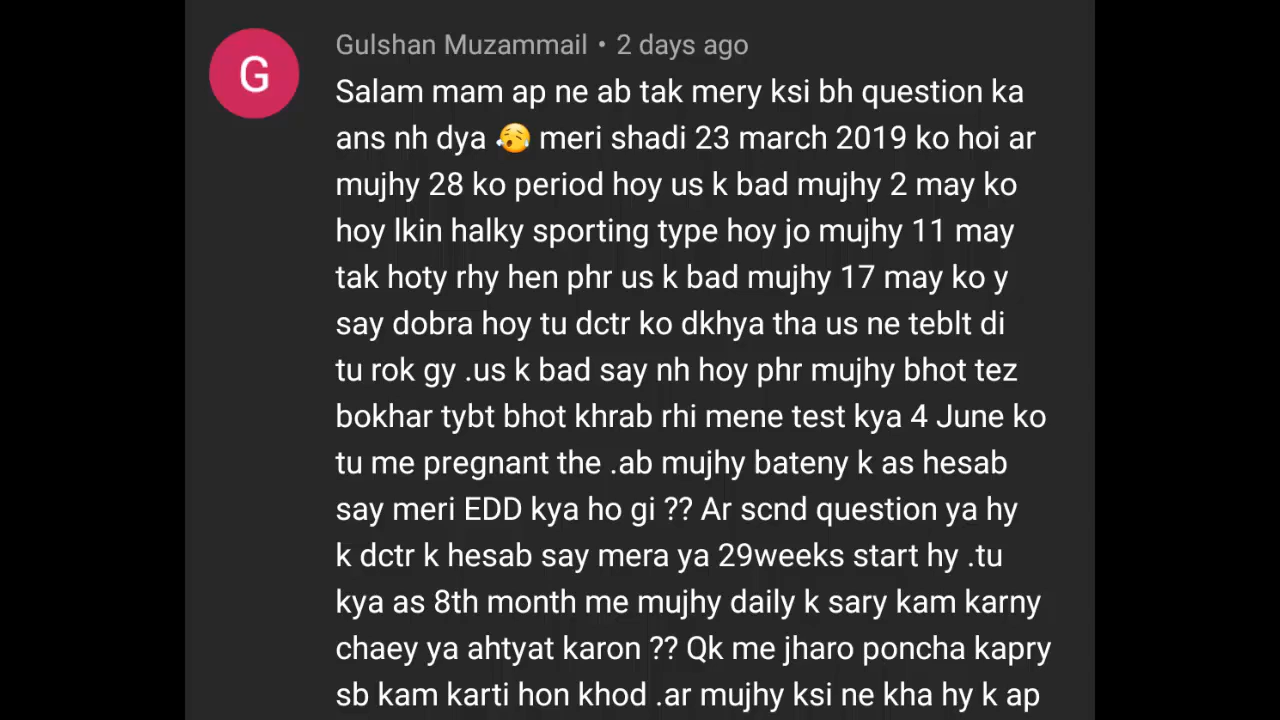 G
Gulshan Muzammail • 2 days ago
Salam mam ap ne ab tak mery ksi bh question ka
ans nh dya 😥 meri shadi 23 march 2019 ko hoi ar
mujhy 28 ko period hoy us k bad mujhy 2 may ko
hoy lkin halky sporting type hoy jo mujhy 11 may
tak hoty rhy hen phr us k bad mujhy 17 may ko y
say dobra hoy tu dctr ko dkhya tha us ne teblt di
tu rok gy .us k bad say nh hoy phr mujhy bhot tez
bokhar tybt bhot khrab rhi mene test kya 4 June ko
tu me pregnant the .ab mujhy bateny k as hesab
say meri EDD kya ho gi ?? Ar scnd question ya hy
k dctr k hesab say mera ya 29weeks start hy .tu
kya as 8th month me mujhy daily k sary kam karny
chaey ya ahtyat karon ?? Qk me jharo poncha kapry
sb kam karti hon khod .ar mujhy ksi ne kha hy k ap